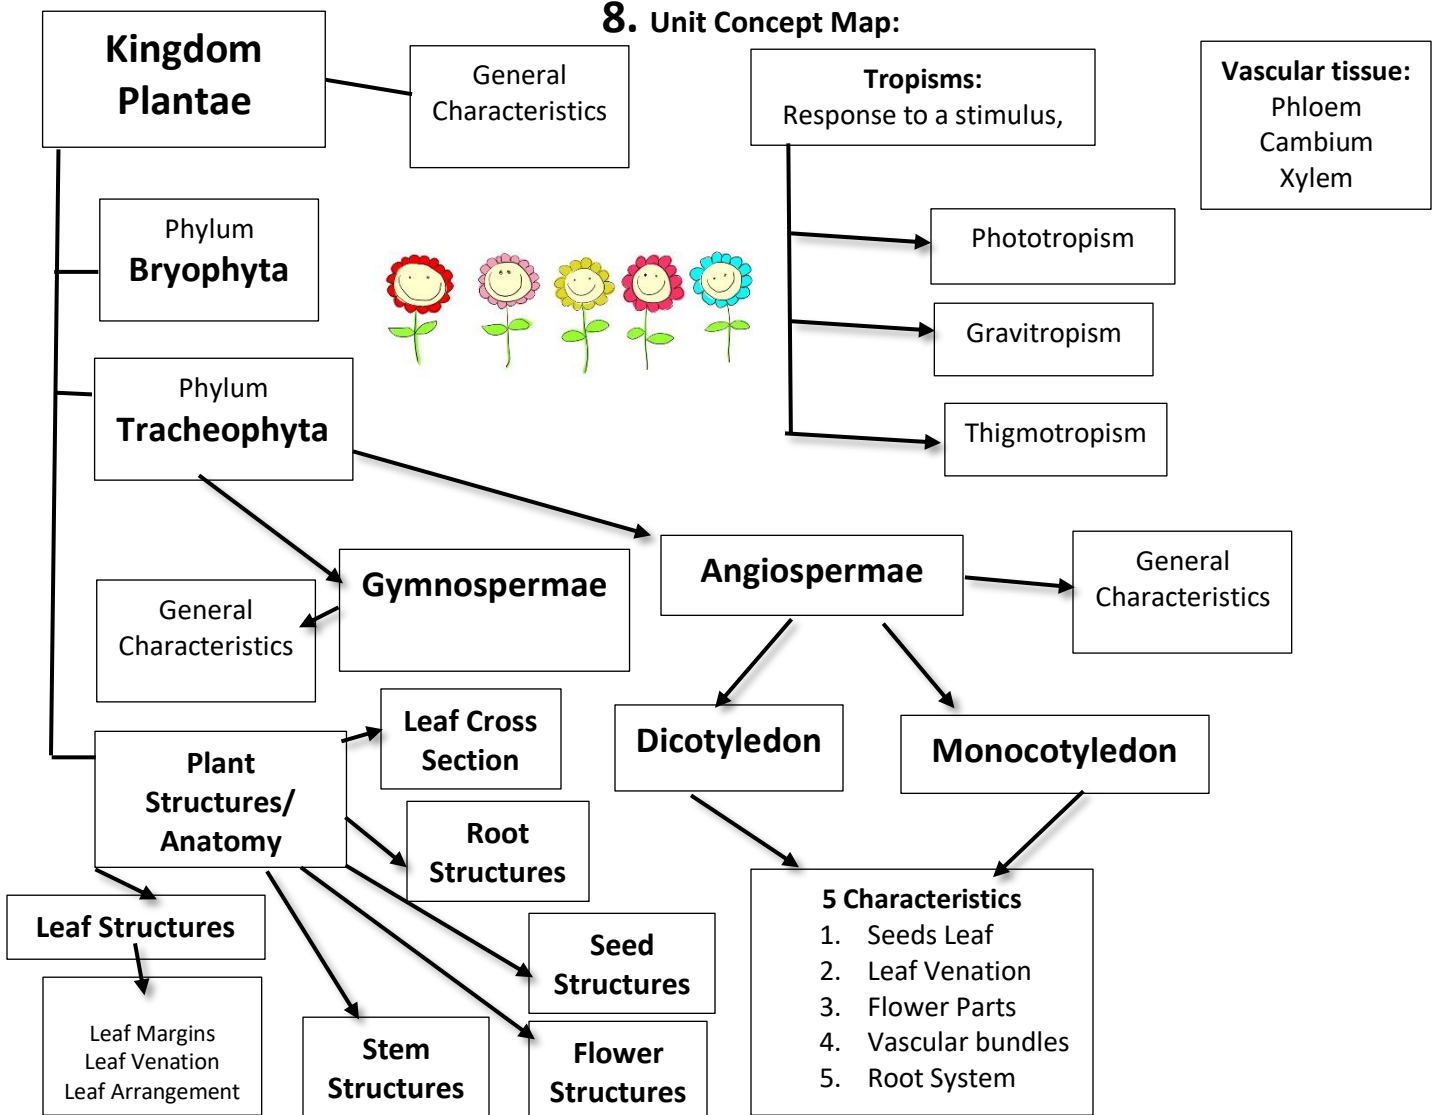 8. Unit Concept Map:
Kingdom
Plantae
General
Characteristics
Tropisms:
Response to a stimulus,
Vascular tissue:
Phloem
Cambium
Xylem
Phylum
Bryophyta
Phototropism
Gravitropism
Thigmotropism
Phylum
Tracheophyta
Gymnospermae
General
Characteristics
Angiospermae
General
Characteristics
Dicotyledon
Monocotyledon
Plant
Structures/
Anatomy
Leaf Cross
Section
Root
Structures
Seed
Structures
Flower
Structures
Stem
Structures
Leaf Structures
Leaf Margins
Leaf Venation
Leaf Arrangement
5 Characteristics
1. Seeds Leaf
2. Leaf Venation
3. Flower Parts
4. Vascular bundles
5. Root System